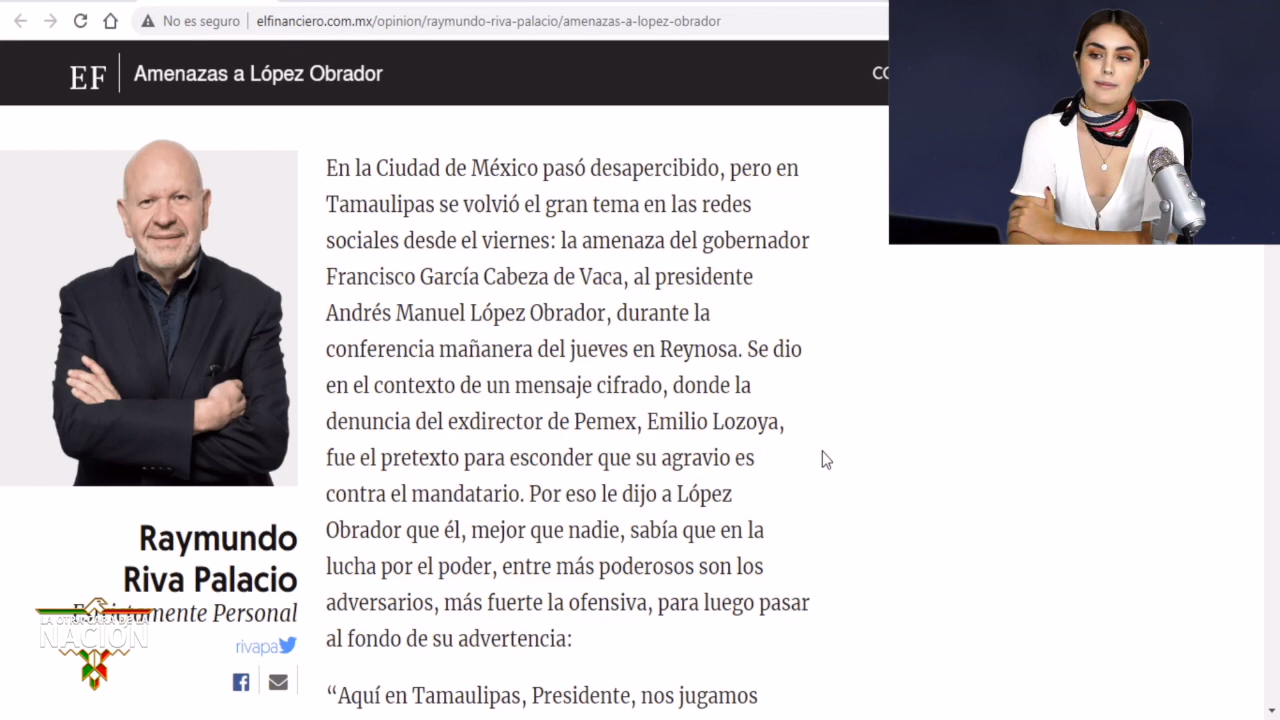 No es seguro
elfinanciero.com.mx/opinion/raymundo-riva-palacio/amenazas-a-lopez-obrador
EF
Amenazas a López Obrador
CO
En la Ciudad de México pasó desapercibido, pero en
Tamaulipas se volvió el gran tema en las redes
sociales desde el viernes: la amenaza del gobernador
Francisco García Cabeza de Vaca, al presidente
Andrés Manuel López Obrador, durante la
conferencia mañanera del jueves en Reynosa. Se dio
en el contexto de un mensaje cifrado, donde la
denuncia del exdirector de Pemex, Emilio Lozoya,
fue el pretexto para esconder que su agravio es
contra el mandatario. Por eso le dijo a López
Obrador que él, mejor que nadie, sabía que en la
lucha por el poder, entre más poderosos son los
adversarios, más fuerte la ofensiva, para luego pasar
al fondo de su advertencia:
“Aquí en Tamaulipas, Presidente, nos jugamos
Raymundo
Riva Palacio
Estrictamente Personal
rivapa
LA OTRA CARA DE LA
NACIÓN